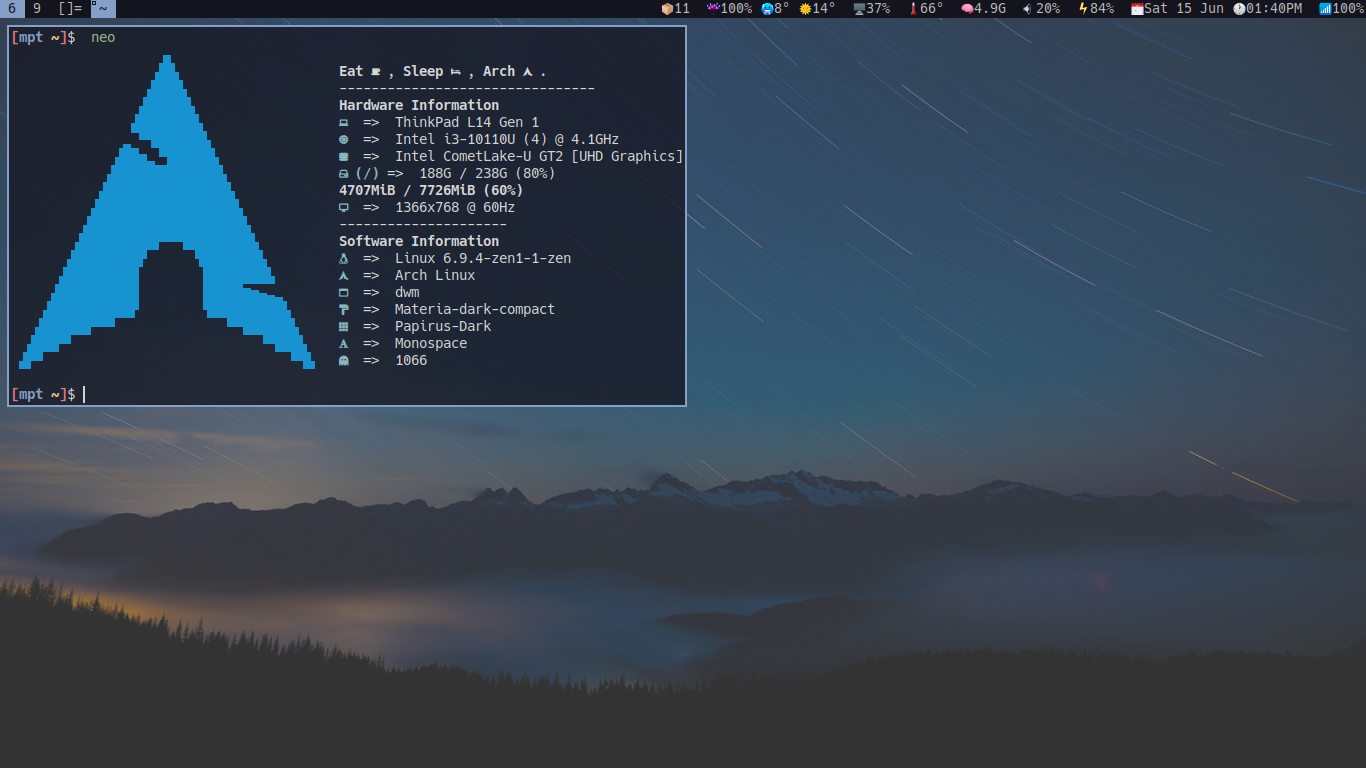 6 9 []= ~ 11 100% 8° 14° 37% 66° 4.9G 20% 84% Sat 15 Jun 01:40PM 100%
[mpt ~]$ neo
Eat , Sleep , Arch .
--------------------------------
Hardware Information
=> ThinkPad L14 Gen 1
=> Intel i3-10110U (4) @ 4.1GHz
=> Intel CometLake-U GT2 [UHD Graphics]
(/) => 188G / 238G (80%)
4707MiB / 7726MiB (60%)
=> 1366x768 @ 60Hz
---------------------
Software Information
=> Linux 6.9.4-zen1-1-zen
=> Arch Linux
=> dwm
=> Materia-dark-compact
=> Papirus-Dark
=> Monospace
=> 1066
[mpt ~]$